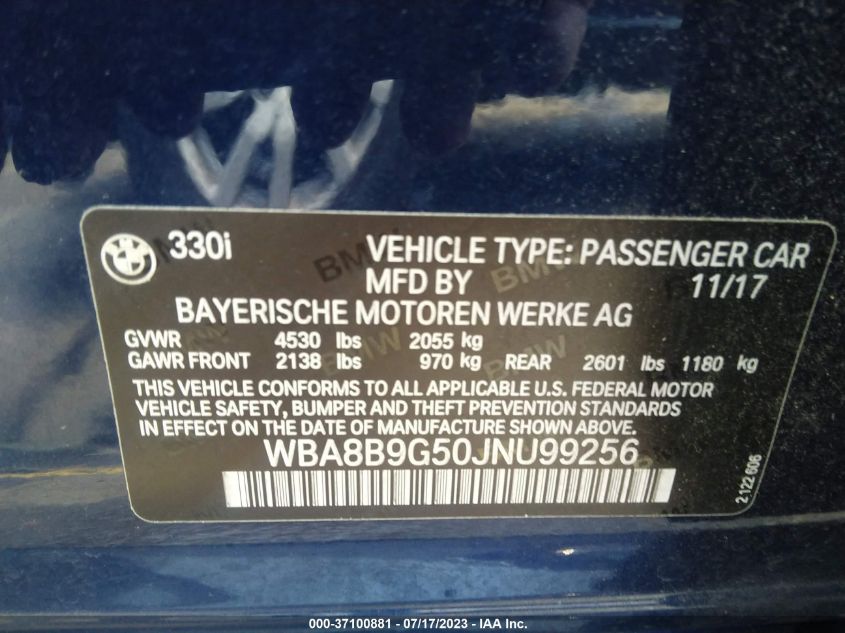 BMW 330i VEHICLE TYPE: PASSENGER CAR
MFD BY 11/17
BAYERISCHE MOTOREN WERKE AG
GVWR 4530 lbs 2055 kg
GAWR FRONT 2138 lbs 970 kg REAR 2601 lbs 1180 kg
THIS VEHICLE CONFORMS TO ALL APPLICABLE U.S. FEDERAL MOTOR
VEHICLE SAFETY, BUMPER AND THEFT PREVENTION STANDARDS
IN EFFECT ON THE DATE OF MANUFACTURE SHOWN ABOVE.
WBA8B9G50JNU99256
2 122 606
000-37100881 - 07/17/2023 - IAA Inc.